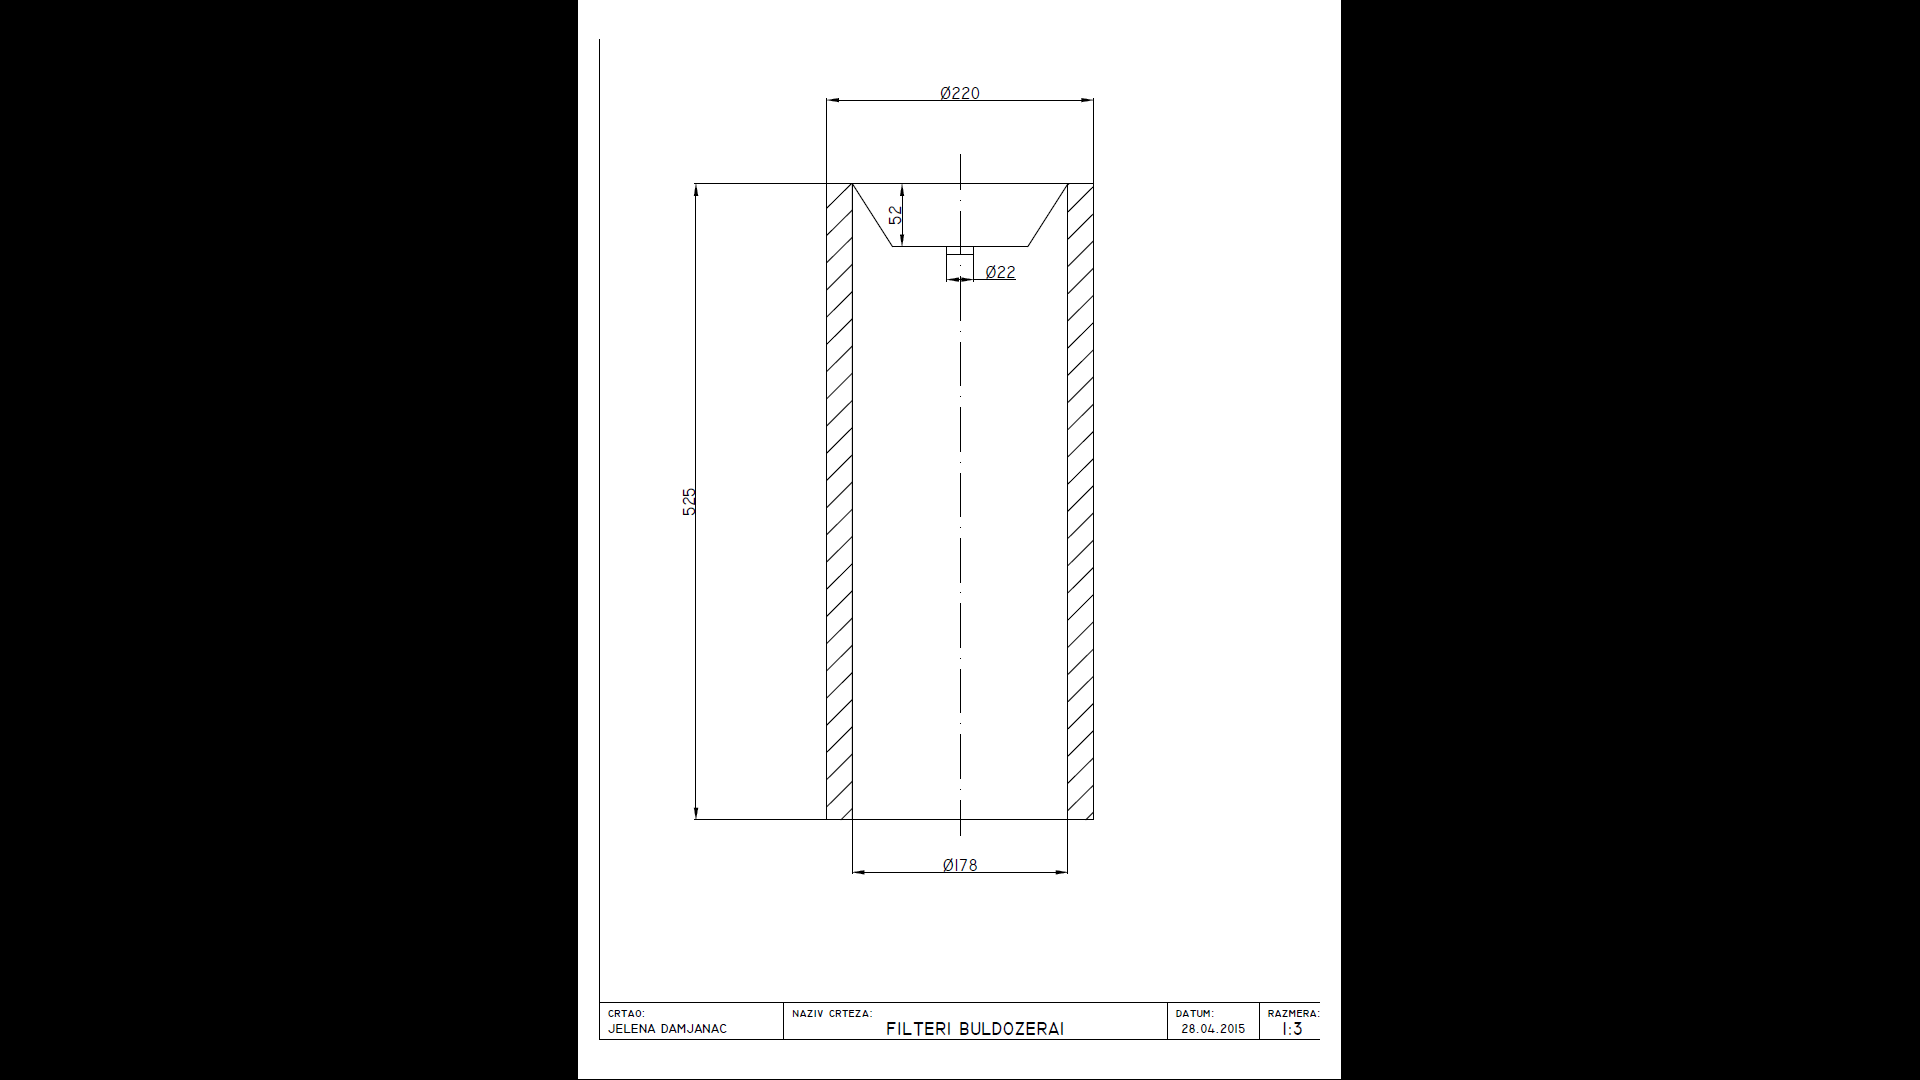 Ø220
52
Ø22
525
Ø178
CRTAO:
JELENA DAMJANAC
NAZIV CRTEZA:
FILTERI BULDOZERAI
DATUM:
28.04.2015
RAZMERA:
1:3